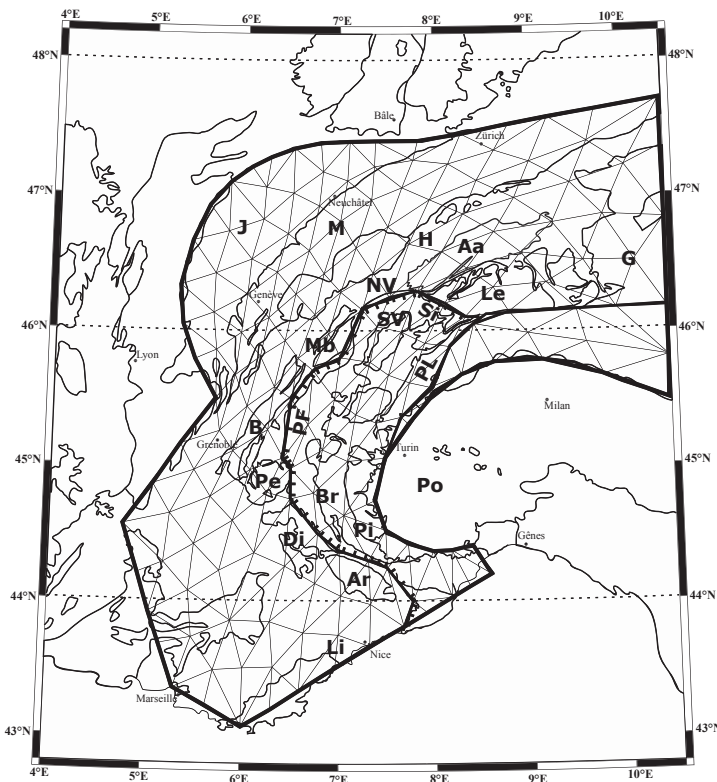 4°E 5°E 6°E 7°E 8°E 9°E 10°E
48°N 48°N
Bâle
Zürich
47°N 47°N
Neuchâtel
J M H Aa G
Genève NV Le
SV Si
46°N 46°N
Mb
Lyon
PL
Milan
B PF
Grenoble Turin
45°N 45°N
Pe Br Po
Pi
Dj Gênes
Ar
44°N 44°N
Li
Nice
Marseille
43°N 43°N
4°E 5°E 6°E 7°E 8°E 9°E 10°E